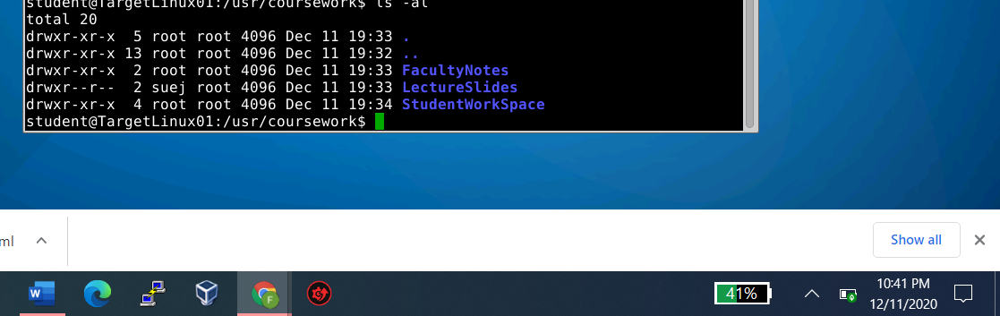 student@TargetLinux01:/usr/coursework$ ls -al
total 20
drwxr-xr-x  5 root root 4096 Dec 11 19:33 .
drwxr-xr-x 13 root root 4096 Dec 11 19:32 ..
drwxr-xr-x  2 root root 4096 Dec 11 19:33 FacultyNotes
drwxr--r--  2 suej root 4096 Dec 11 19:33 LectureSlides
drwxr-xr-x  4 root root 4096 Dec 11 19:34 StudentWorkSpace
student@TargetLinux01:/usr/coursework$
ml
Show all
W
F
41%
10:41 PM
12/11/2020